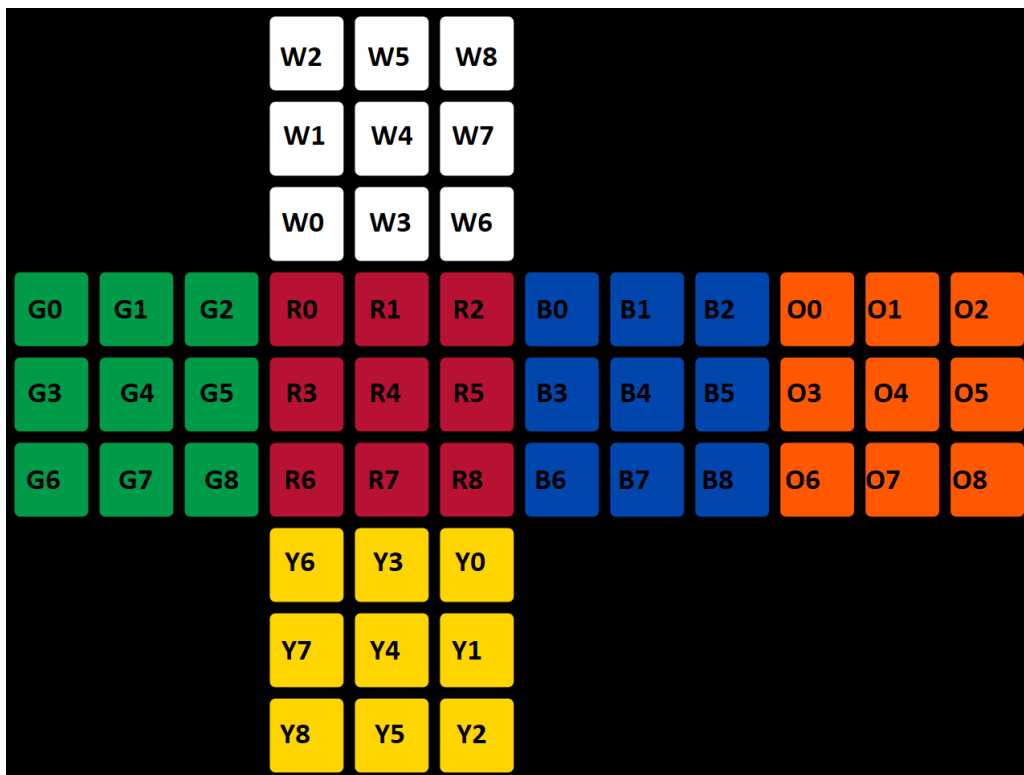 W2 W5 W8
W1 W4 W7
W0 W3 W6
G0 G1 G2 R0 R1 R2 B0 B1 B2 O0 O1 O2
G3 G4 G5 R3 R4 R5 B3 B4 B5 O3 O4 O5
G6 G7 G8 R6 R7 R8 B6 B7 B8 O6 O7 O8
Y6 Y3 Y0
Y7 Y4 Y1
Y8 Y5 Y2